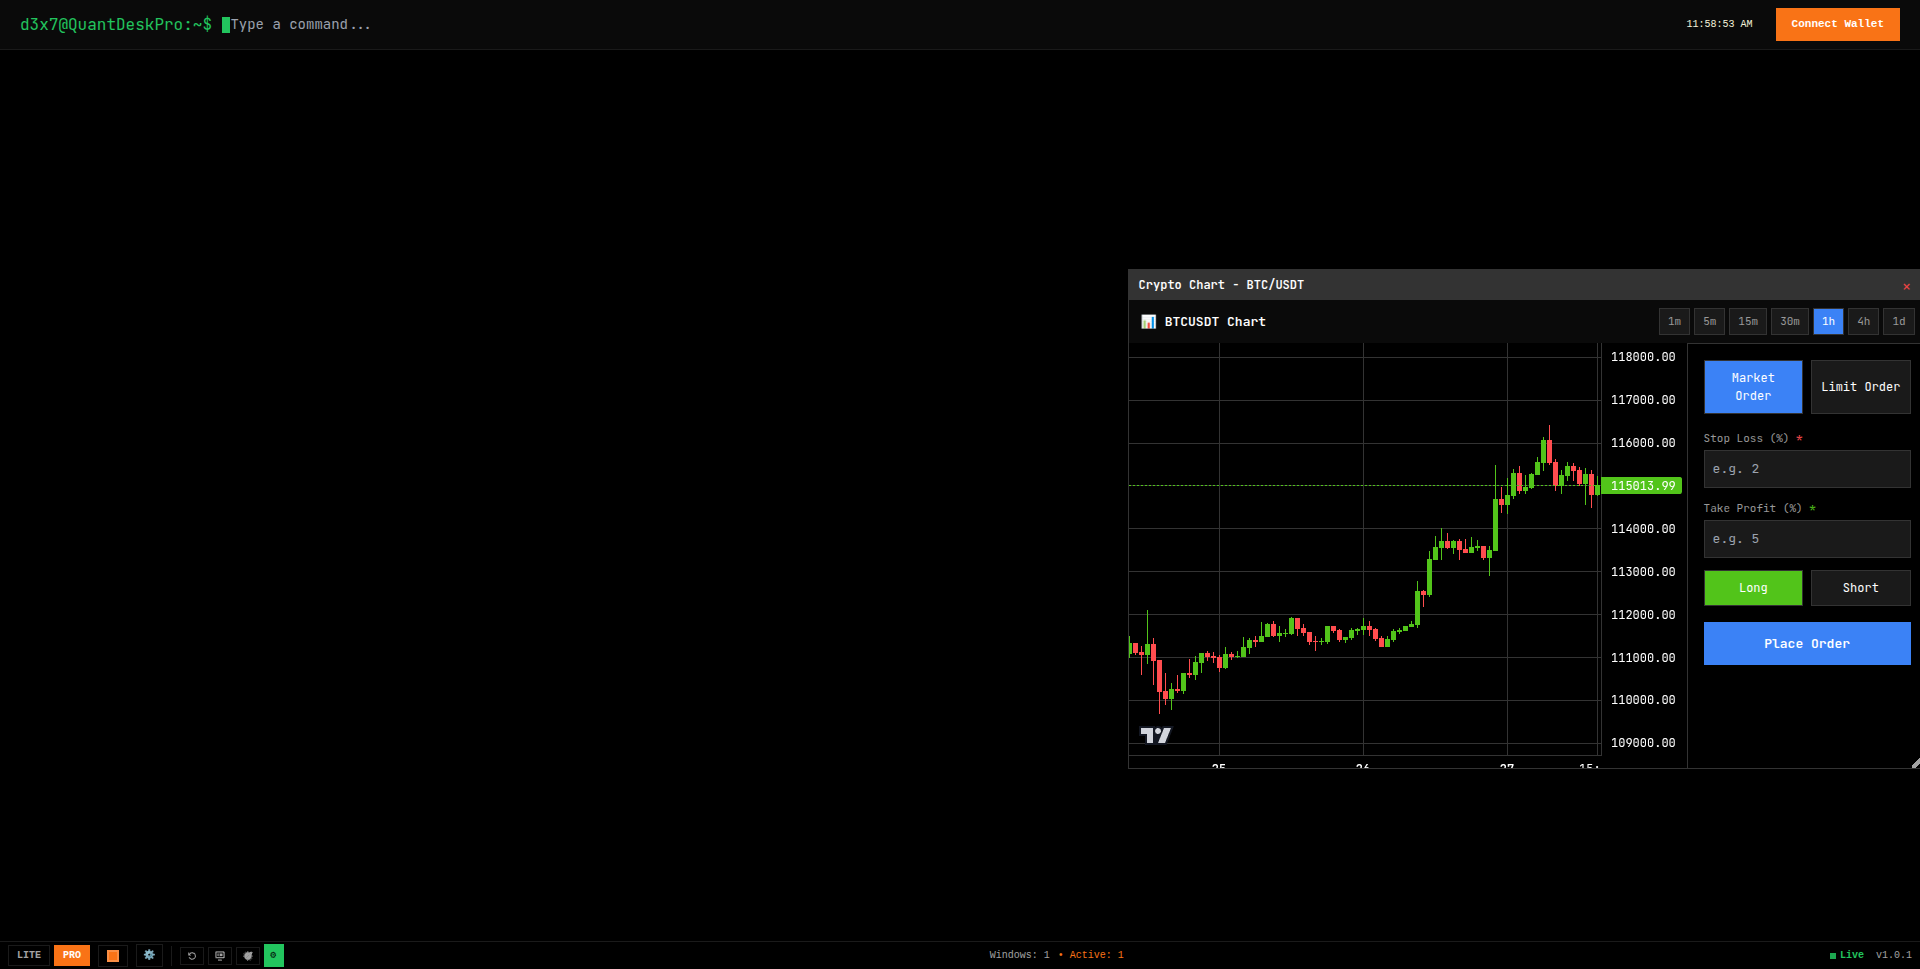 d3x7@QuantDeskPro:~$ Type a command...
11:58:53 AM
Connect Wallet
Crypto Chart - BTC/USDT
×
BTCUSDT Chart
1m 5m 15m 30m 1h 4h 1d
118000.00
117000.00
116000.00
115013.99
114000.00
113000.00
112000.00
111000.00
110000.00
109000.00
25 26 27 15:
Market
Order
Limit Order
Stop Loss (%) *
e.g. 2
Take Profit (%) *
e.g. 5
Long Short
Place Order
LITE PRO
Windows: 1 • Active: 1
Live v1.0.1